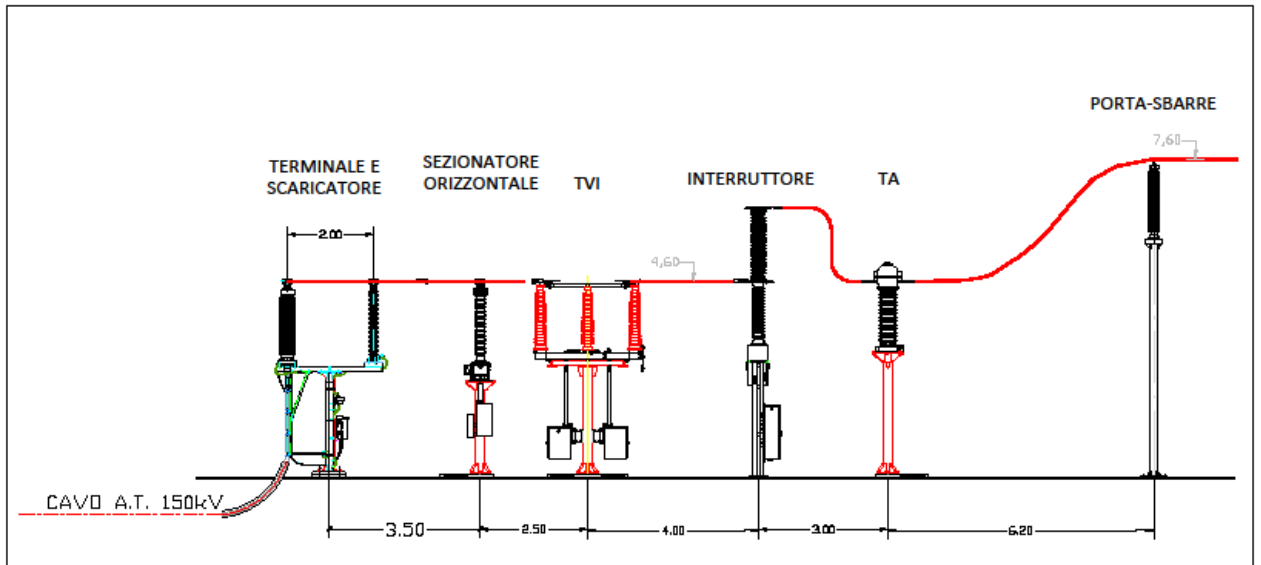 PORTA-SBARRE
7,60
TERMINALE E
SCARICATORE
SEZIONATORE
ORIZZONTALE
TVI
INTERRUTTORE
TA
2.00
4,60
CAVO A.T. 150kV
3.50
2.50
4.00
3.00
6.20